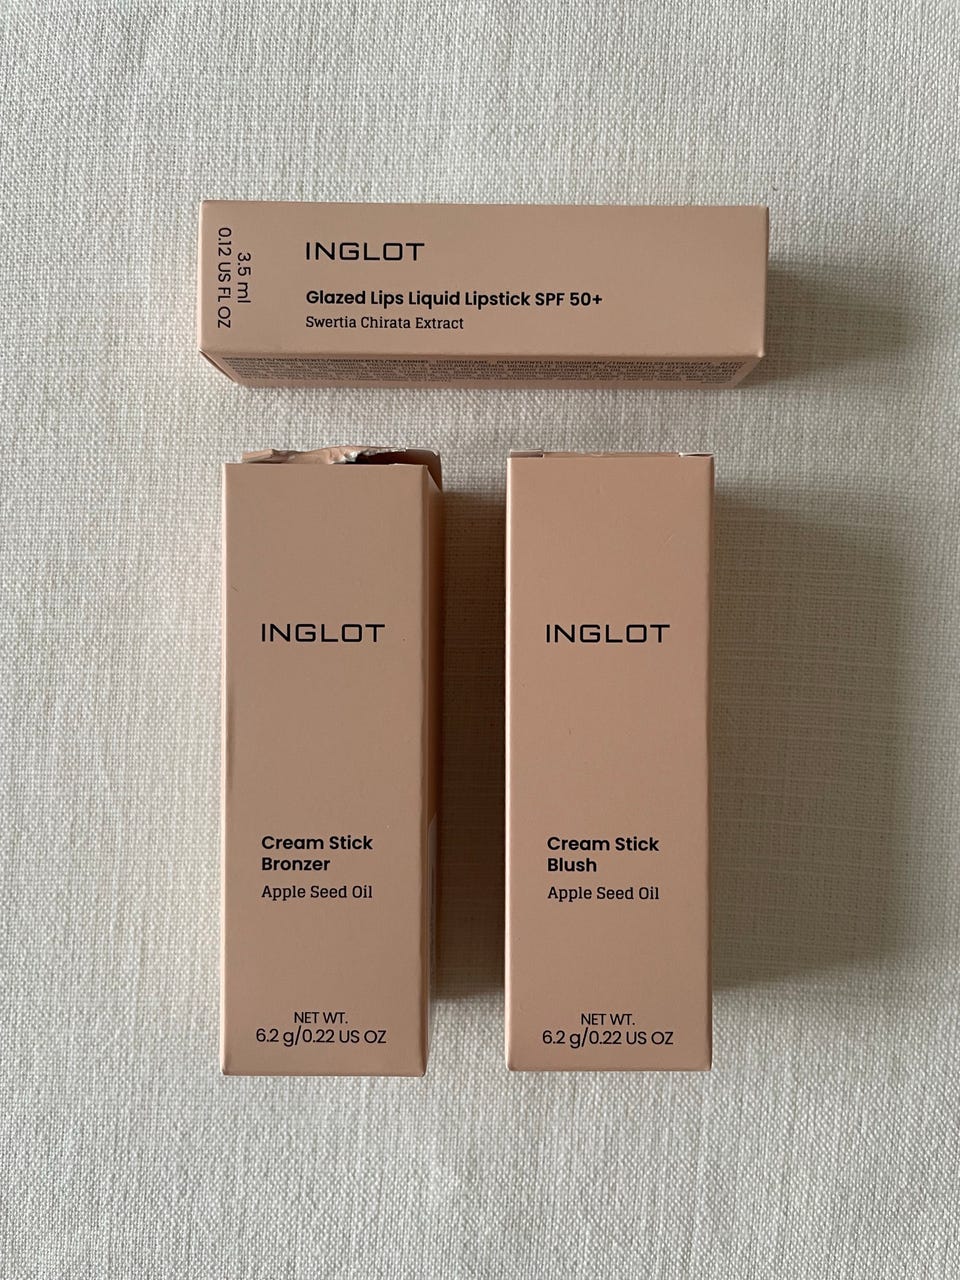 3.5 ml
0.12 US FL OZ
INGLOT
Glazed Lips Liquid Lipstick SPF 50+
Swertia Chirata Extract
INGLOT
Cream Stick
Bronzer
Apple Seed Oil
NET WT.
6.2 g/0.22 US OZ
INGLOT
Cream Stick
Blush
Apple Seed Oil
NET WT.
6.2 g/0.22 US OZ